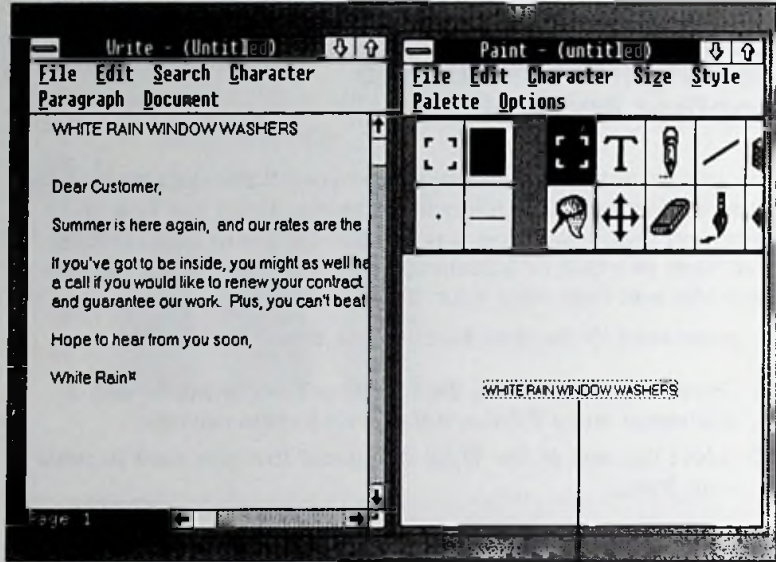 Write - (Untitled)
File Edit Search Character
Paragraph Document
WHITE RAIN WINDOW WASHERS
Dear Customer,
Summer is here again, and our rates are the
If you've got to be inside, you might as well he
a call if you would like to renew your contract
and guarantee our work. Plus, you can't beat
Hope to hear from you soon,
White Rain¤
Page 1
Paint - (untitled)
File Edit Character Size Style
Palette Options
T
WHITE RAIN WINDOW WASHERS